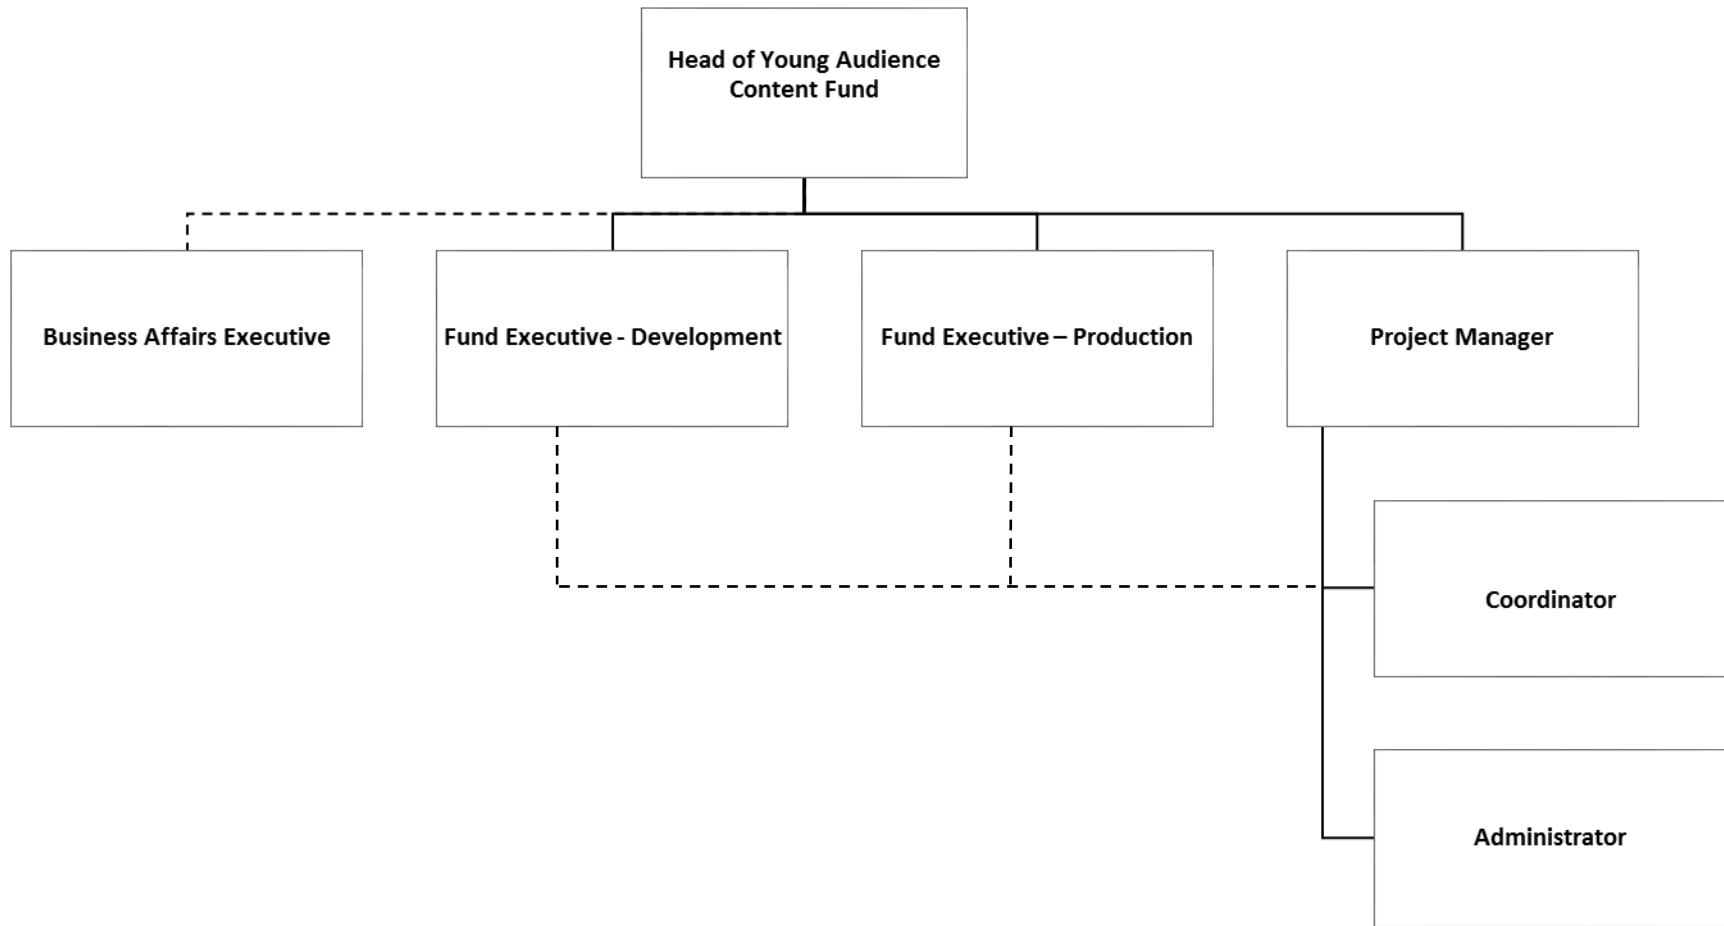 Head of Young Audience
Content Fund
Business Affairs Executive
Fund Executive - Development
Fund Executive – Production
Project Manager
Coordinator
Administrator